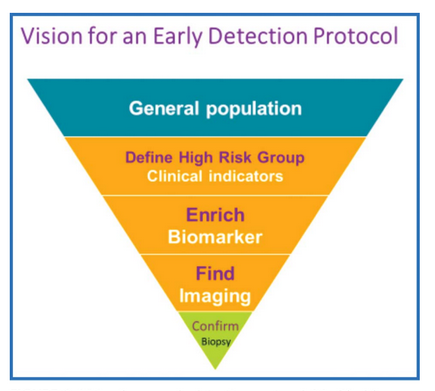 Vision for an Early Detection Protocol
General population
Define High Risk Group
Clinical indicators
Enrich
Biomarker
Find
Imaging
Confirm
Biopsy